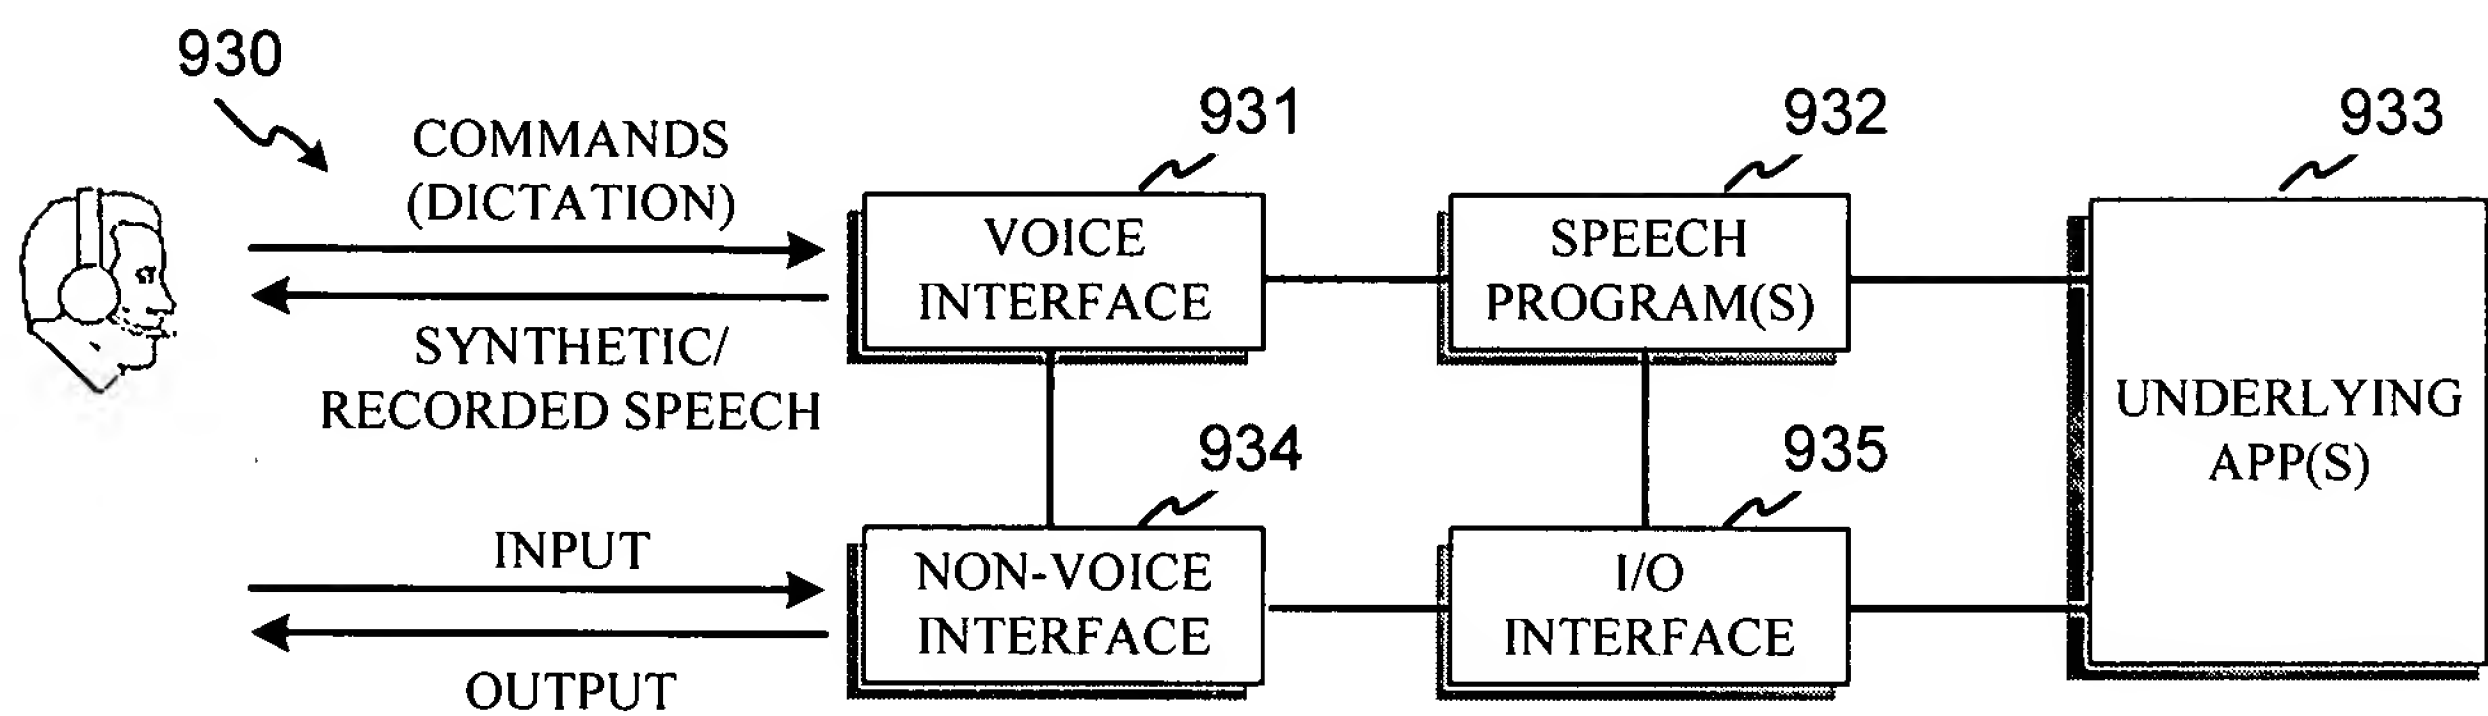 930
COMMANDS
(DICTATION)
SYNTHETIC/
RECORDED SPEECH
INPUT
OUTPUT
931
VOICE
INTERFACE
932
SPEECH
PROGRAM(S)
933
UNDERLYING
APP(S)
934
NON-VOICE
INTERFACE
935
I/O
INTERFACE